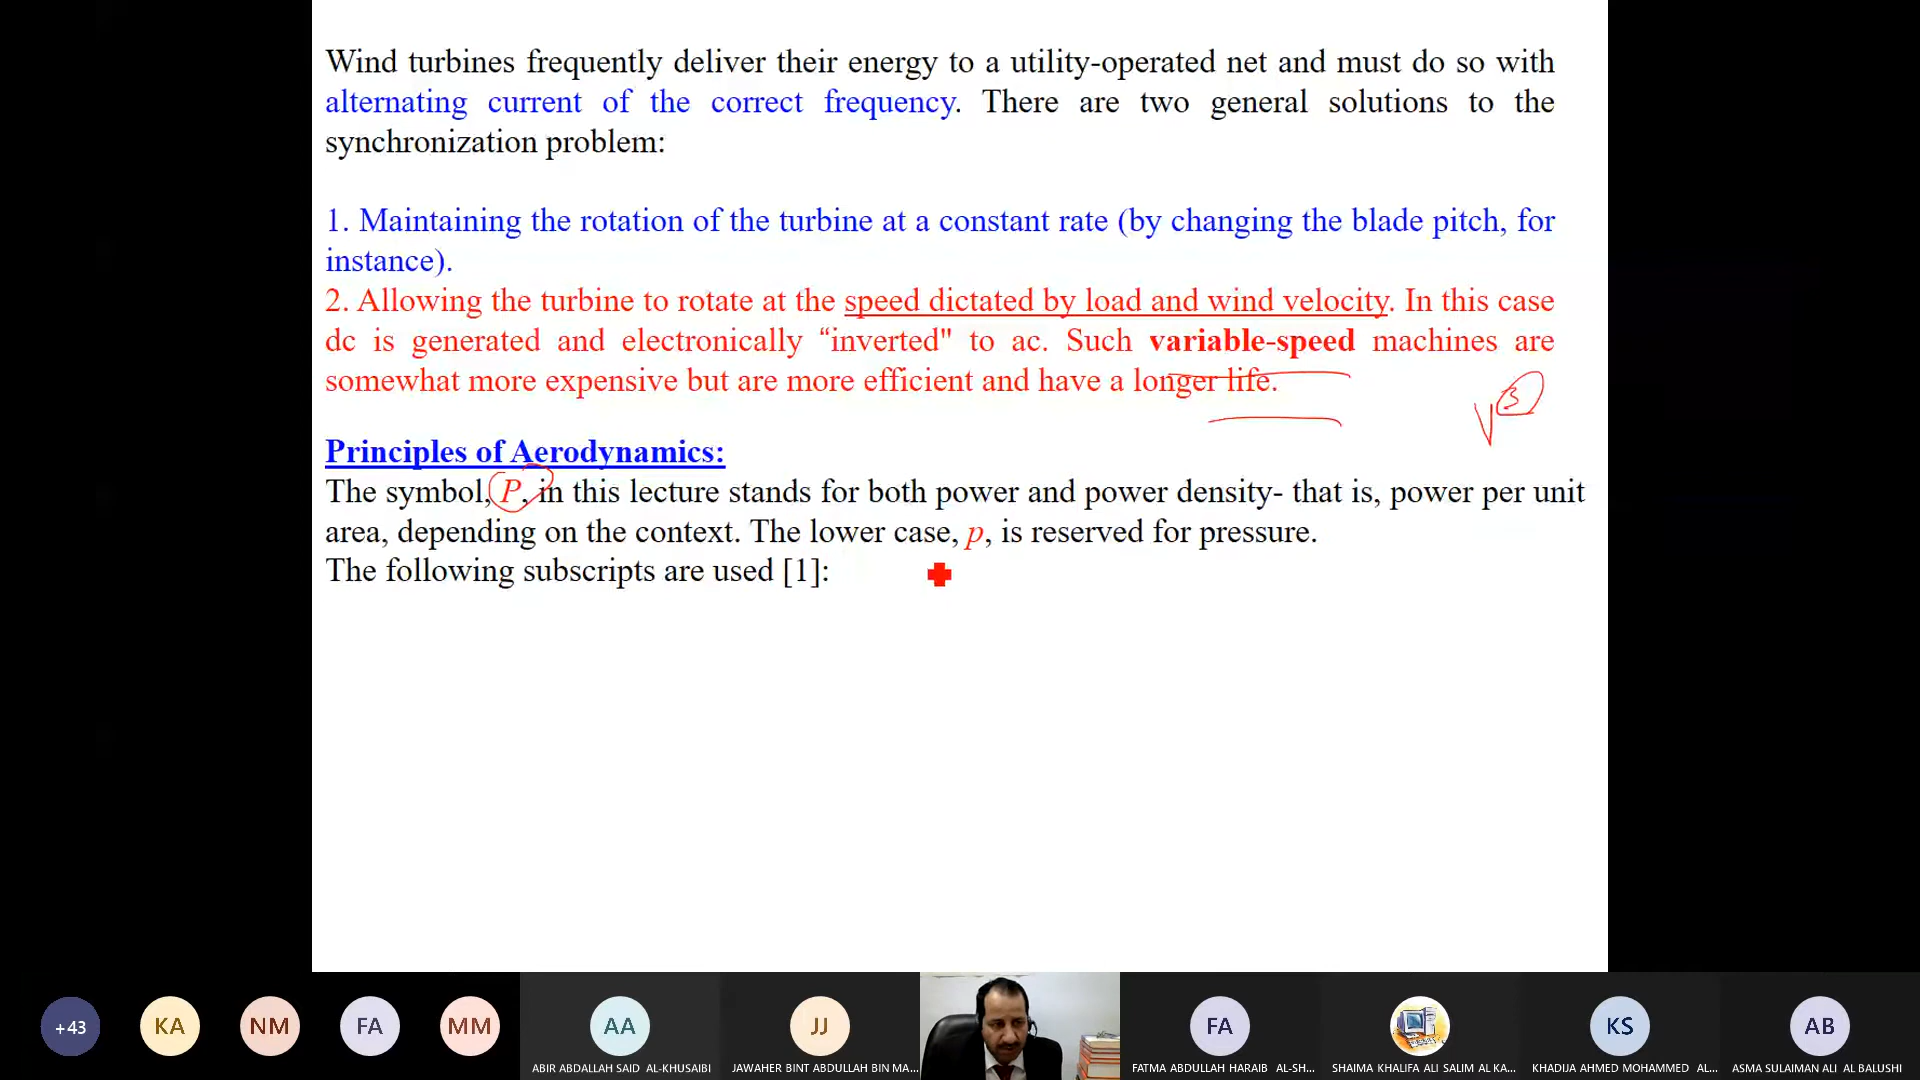 Wind turbines frequently deliver their energy to a utility-operated net and must do so with
alternating current of the correct frequency. There are two general solutions to the
synchronization problem:
1. Maintaining the rotation of the turbine at a constant rate (by changing the blade pitch, for
instance).
2. Allowing the turbine to rotate at the speed dictated by load and wind velocity. In this case
dc is generated and electronically “inverted" to ac. Such variable-speed machines are
somewhat more expensive but are more efficient and have a longer life.
V3
Principles of Aerodynamics:
The symbol, P, in this lecture stands for both power and power density- that is, power per unit
area, depending on the context. The lower case, p, is reserved for pressure.
The following subscripts are used [1]:
+43 KA NM FA MM AA JJ FA KS AB
ABIR ABDALLAH SAID AL-KHUSAIBI JAWAHER BINT ABDULLAH BIN MA... FATMA ABDULLAH HARAIB AL-SH... SHAIMA KHALIFA ALI SALIM AL KA... KHADIJA AHMED MOHAMMED AL... ASMA SULAIMAN ALI AL BALUSHI